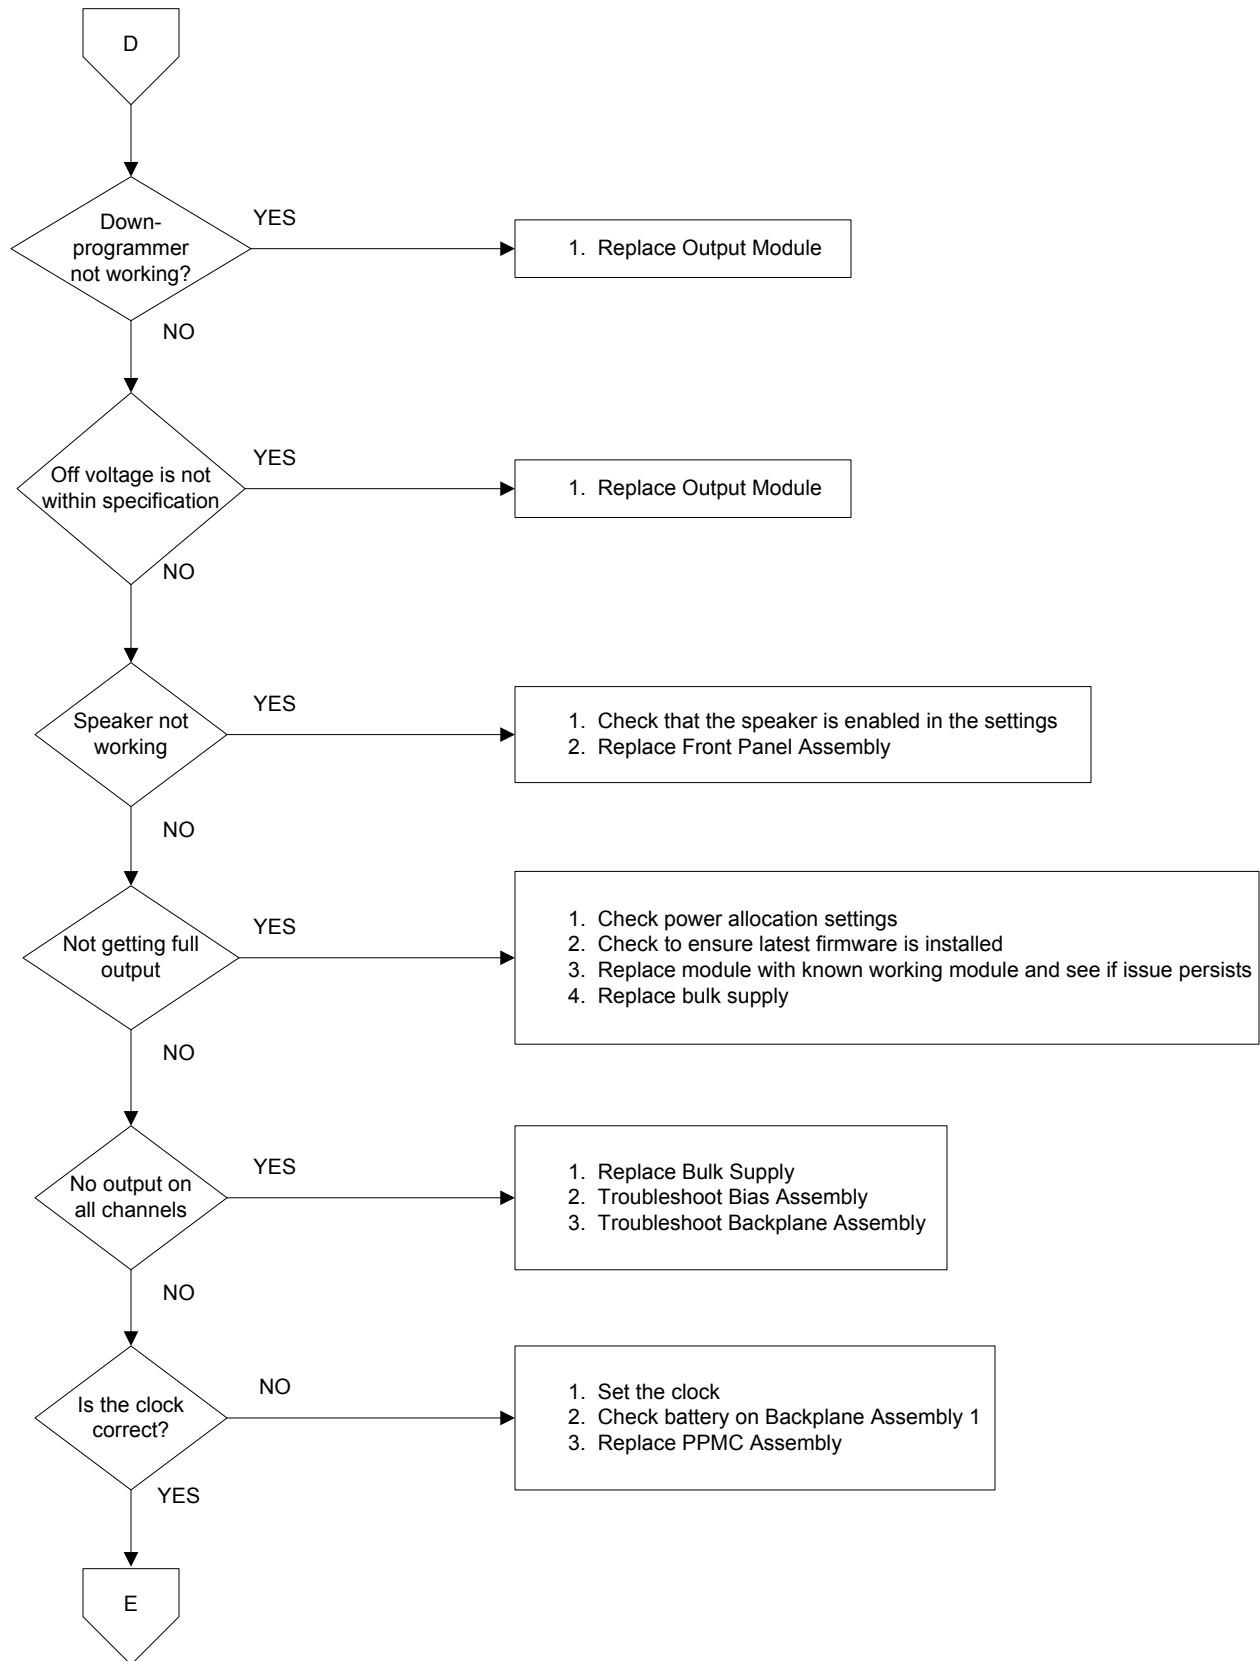 D
Down-
programmer
not working?
YES
1. Replace Output Module
NO
Off voltage is not
within specification
YES
1. Replace Output Module
NO
Speaker not
working
YES
1. Check that the speaker is enabled in the settings
2. Replace Front Panel Assembly
NO
Not getting full
output
YES
1. Check power allocation settings
2. Check to ensure latest firmware is installed
3. Replace module with known working module and see if issue persists
4. Replace bulk supply
NO
No output on
all channels
YES
1. Replace Bulk Supply
2. Troubleshoot Bias Assembly
3. Troubleshoot Backplane Assembly
NO
Is the clock
correct?
NO
1. Set the clock
2. Check battery on Backplane Assembly 1
3. Replace PPMC Assembly
YES
E